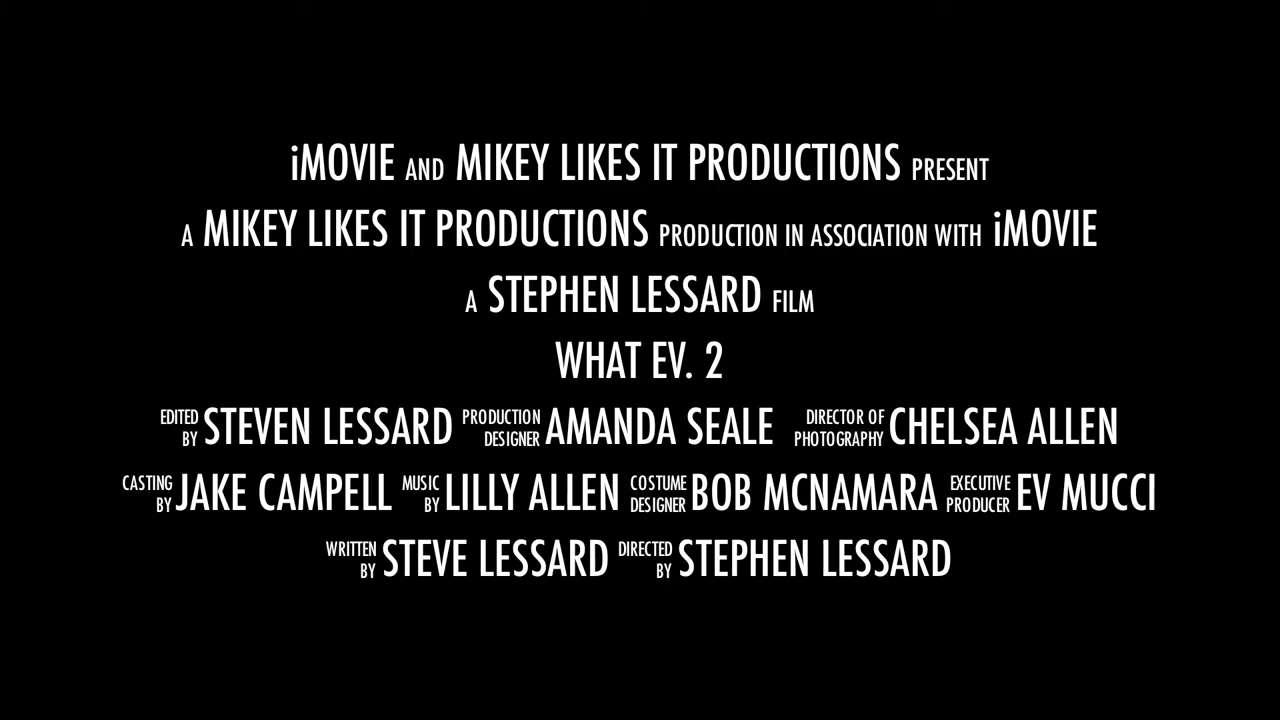 iMOVIE AND MIKEY LIKES IT PRODUCTIONS PRESENT
A MIKEY LIKES IT PRODUCTIONS PRODUCTION IN ASSOCIATION WITH iMOVIE
A STEPHEN LESSARD FILM
WHAT EV. 2
EDITED BY STEVEN LESSARD PRODUCTION DESIGNER AMANDA SEALE DIRECTOR OF PHOTOGRAPHY CHELSEA ALLEN
CASTING BY JAKE CAMPELL MUSIC BY LILLY ALLEN COSTUME DESIGNER BOB MCNAMARA EXECUTIVE PRODUCER EV MUCCI
WRITTEN BY STEVE LESSARD DIRECTED BY STEPHEN LESSARD